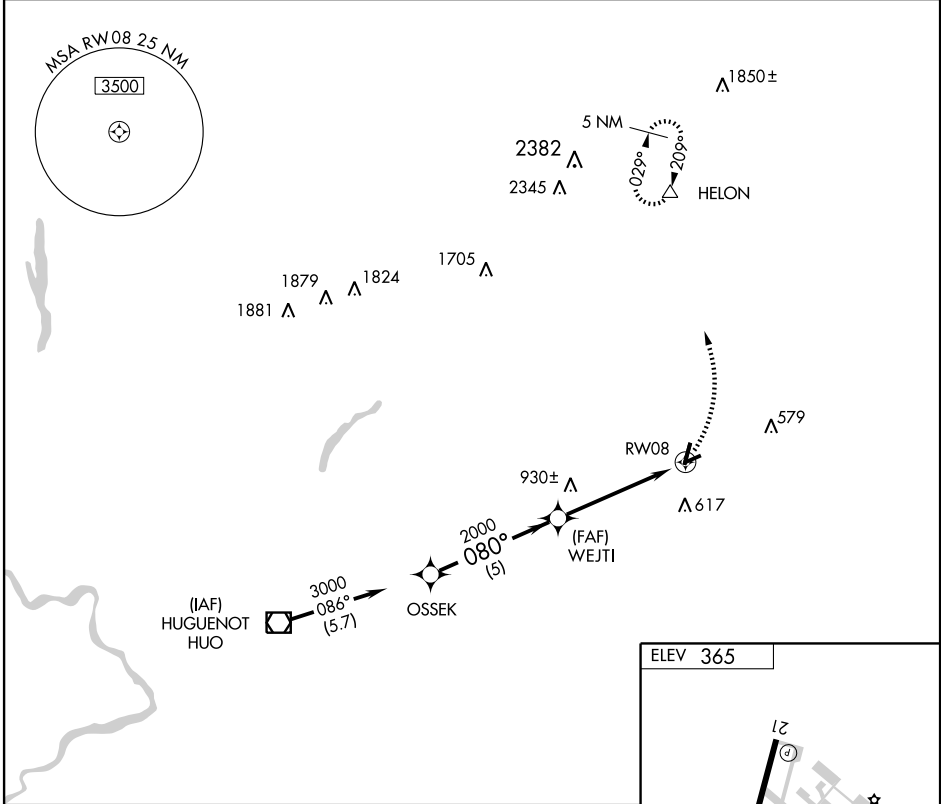 MSA RW08 25 NM
3500
1850±
5 NM
2382
2345
029°
209°
HELON
1705
1879
1824
1881
579
RW08
930±
617
2000
080°
(5)
(FAF)
WEJTI
3000
086°
(5.7)
OSSEK
(IAF)
HUGUENOT
HUO
ELEV 365
21
P